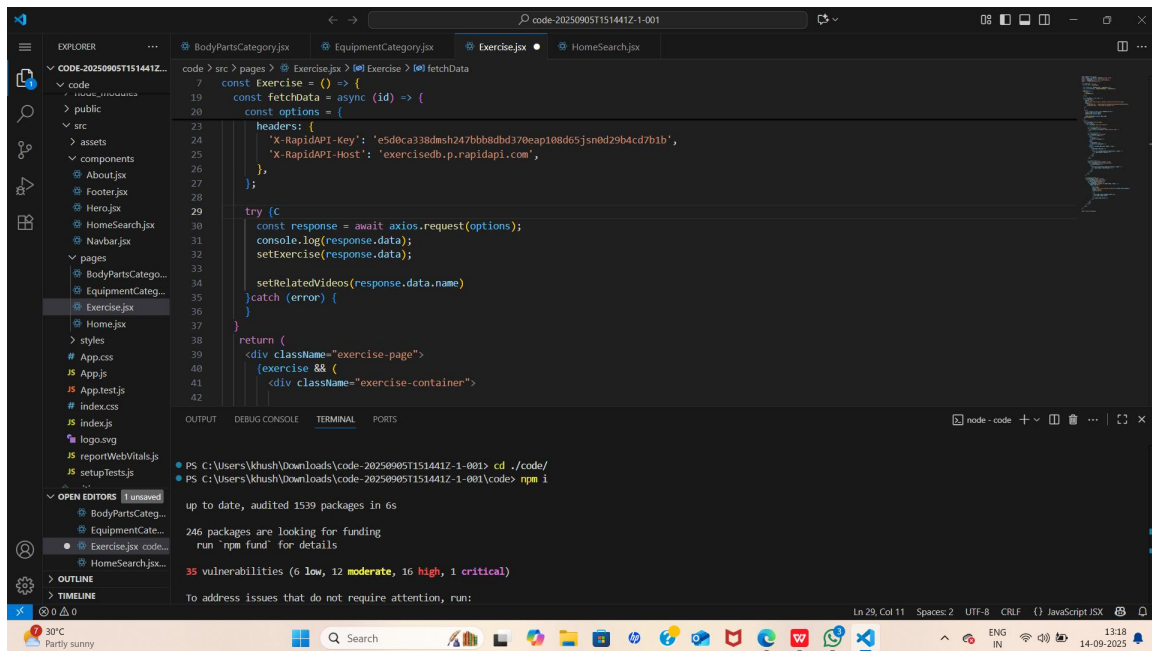 code-20250905T151441Z-1-001
EXPLORER
BodyPartsCategory.jsx
EquipmentCategory.jsx
Exercise.jsx
HomeSearch.jsx
CODE-20250905T151441Z...
code
node_modules
public
src
assets
components
About.jsx
Footer.jsx
Hero.jsx
HomeSearch.jsx
Navbar.jsx
pages
BodyPartsCatego...
EquipmentCateg...
Exercise.jsx
Home.jsx
styles
# App.css
JS App.js
JS App.test.js
# index.css
JS index.js
logo.svg
JS reportWebVitals.js
JS setupTests.js
OPEN EDITORS 1 unsaved
BodyPartsCateg...
EquipmentCate...
Exercise.jsx code...
HomeSearch.jsx...
OUTLINE
TIMELINE
code > src > pages > Exercise.jsx > Exercise > fetchData
7 const Exercise = () => {
19 const fetchData = async (id) => {
20 const options = {
23 headers: {
24 'X-RapidAPI-Key': 'e5d0ca338dmsh247bbb8dbd370eap108d65jsn0d29b4cd7b1b',
25 'X-RapidAPI-Host': 'exercisedb.p.rapidapi.com',
26 },
27 };
28
29 try {C
30 const response = await axios.request(options);
31 console.log(response.data);
32 setExercise(response.data);
33
34 setRelatedVideos(response.data.name)
35 }catch (error) {
36 }
37 }
38 return (
39 <div className="exercise-page">
40 {exercise && (
41 <div className="exercise-container">
42
OUTPUT DEBUG CONSOLE TERMINAL PORTS
node - code
PS C:\Users\khush\Downloads\code-20250905T151441Z-1-001> cd ./code/
PS C:\Users\khush\Downloads\code-20250905T151441Z-1-001\code> npm i
up to date, audited 1539 packages in 6s
246 packages are looking for funding
run `npm fund` for details
35 vulnerabilities (6 low, 12 moderate, 16 high, 1 critical)
To address issues that do not require attention, run:
0 0 0
Ln 29, Col 11 Spaces: 2 UTF-8 CRLF {} JavaScript JSX
7
30°C
Partly sunny
Search
ENG
IN
13:18
14-09-2025